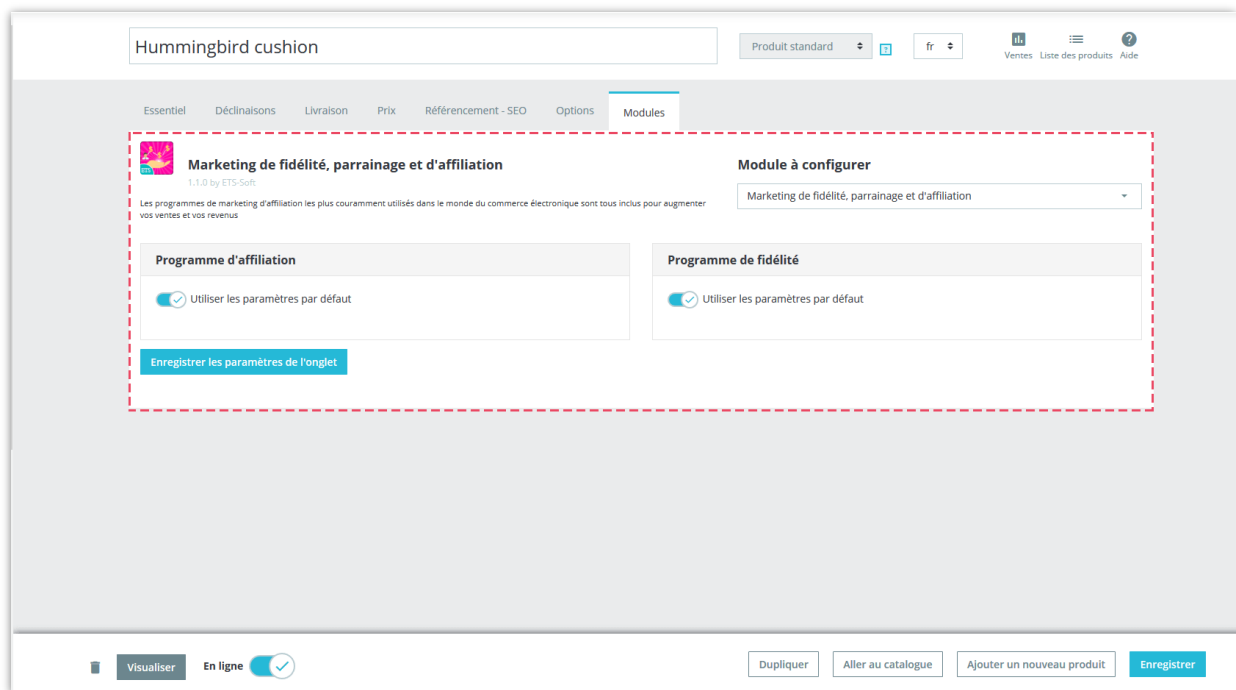 Hummingbird cushion
Produit standard
?
fr
Ventes
Liste des produits
?
Aide
Essentiel
Déclinaisons
Livraison
Prix
Référencement - SEO
Options
Modules
Marketing de fidélité, parrainage et d'affiliation
1.1.0 by ETS-Soft
Les programmes de marketing d'affiliation les plus couramment utilisés dans le monde du commerce électronique sont tous inclus pour augmenter
vos ventes et vos revenus
Module à configurer
Marketing de fidélité, parrainage et d'affiliation
Programme d'affiliation
Utiliser les paramètres par défaut
Programme de fidélité
Utiliser les paramètres par défaut
Enregistrer les paramètres de l'onglet
Visualiser
En ligne
Dupliquer
Aller au catalogue
Ajouter un nouveau produit
Enregistrer